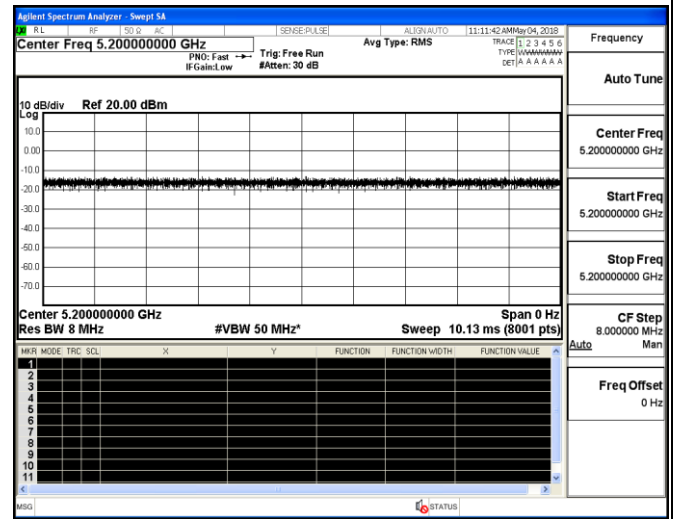 Agilent Spectrum Analyzer - Swept SA
RL RF 50 Ω AC SENSE:PULSE ALIGN AUTO 11:11:42 AM May 04, 2018
Center Freq 5.200000000 GHz Avg Type: RMS TRACE 1 2 3 4 5 6
PNO: Fast Trig: Free Run TYPE
IFGain:Low #Atten: 30 dB DET A A A A A A
10 dB/div Ref 20.00 dBm
Log
10.0
0.00
-10.0
-20.0
-30.0
-40.0
-50.0
-60.0
-70.0
Center 5.200000000 GHz Span 0 Hz
Res BW 8 MHz #VBW 50 MHz* Sweep 10.13 ms (8001 pts)
MKR MODE TRC SCL X Y FUNCTION FUNCTION WIDTH FUNCTION VALUE
1
2
3
4
5
6
7
8
9
10
11
MSG STATUS
Frequency
Auto Tune
Center Freq
5.200000000 GHz
Start Freq
5.200000000 GHz
Stop Freq
5.200000000 GHz
CF Step
8.000000 MHz
Auto Man
Freq Offset
0 Hz